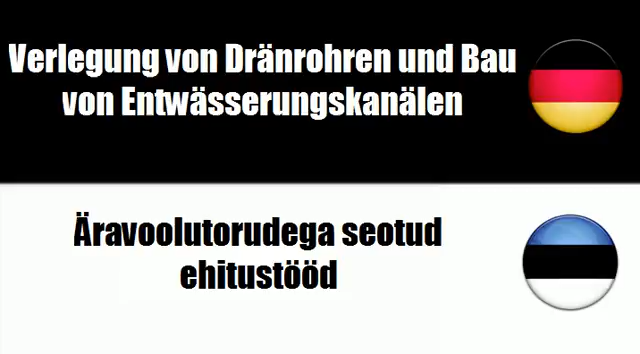 Verlegung von Dränrohren und Bau
von Entwässerungskanälen
Äravoolutorudega seotud
ehitustööd